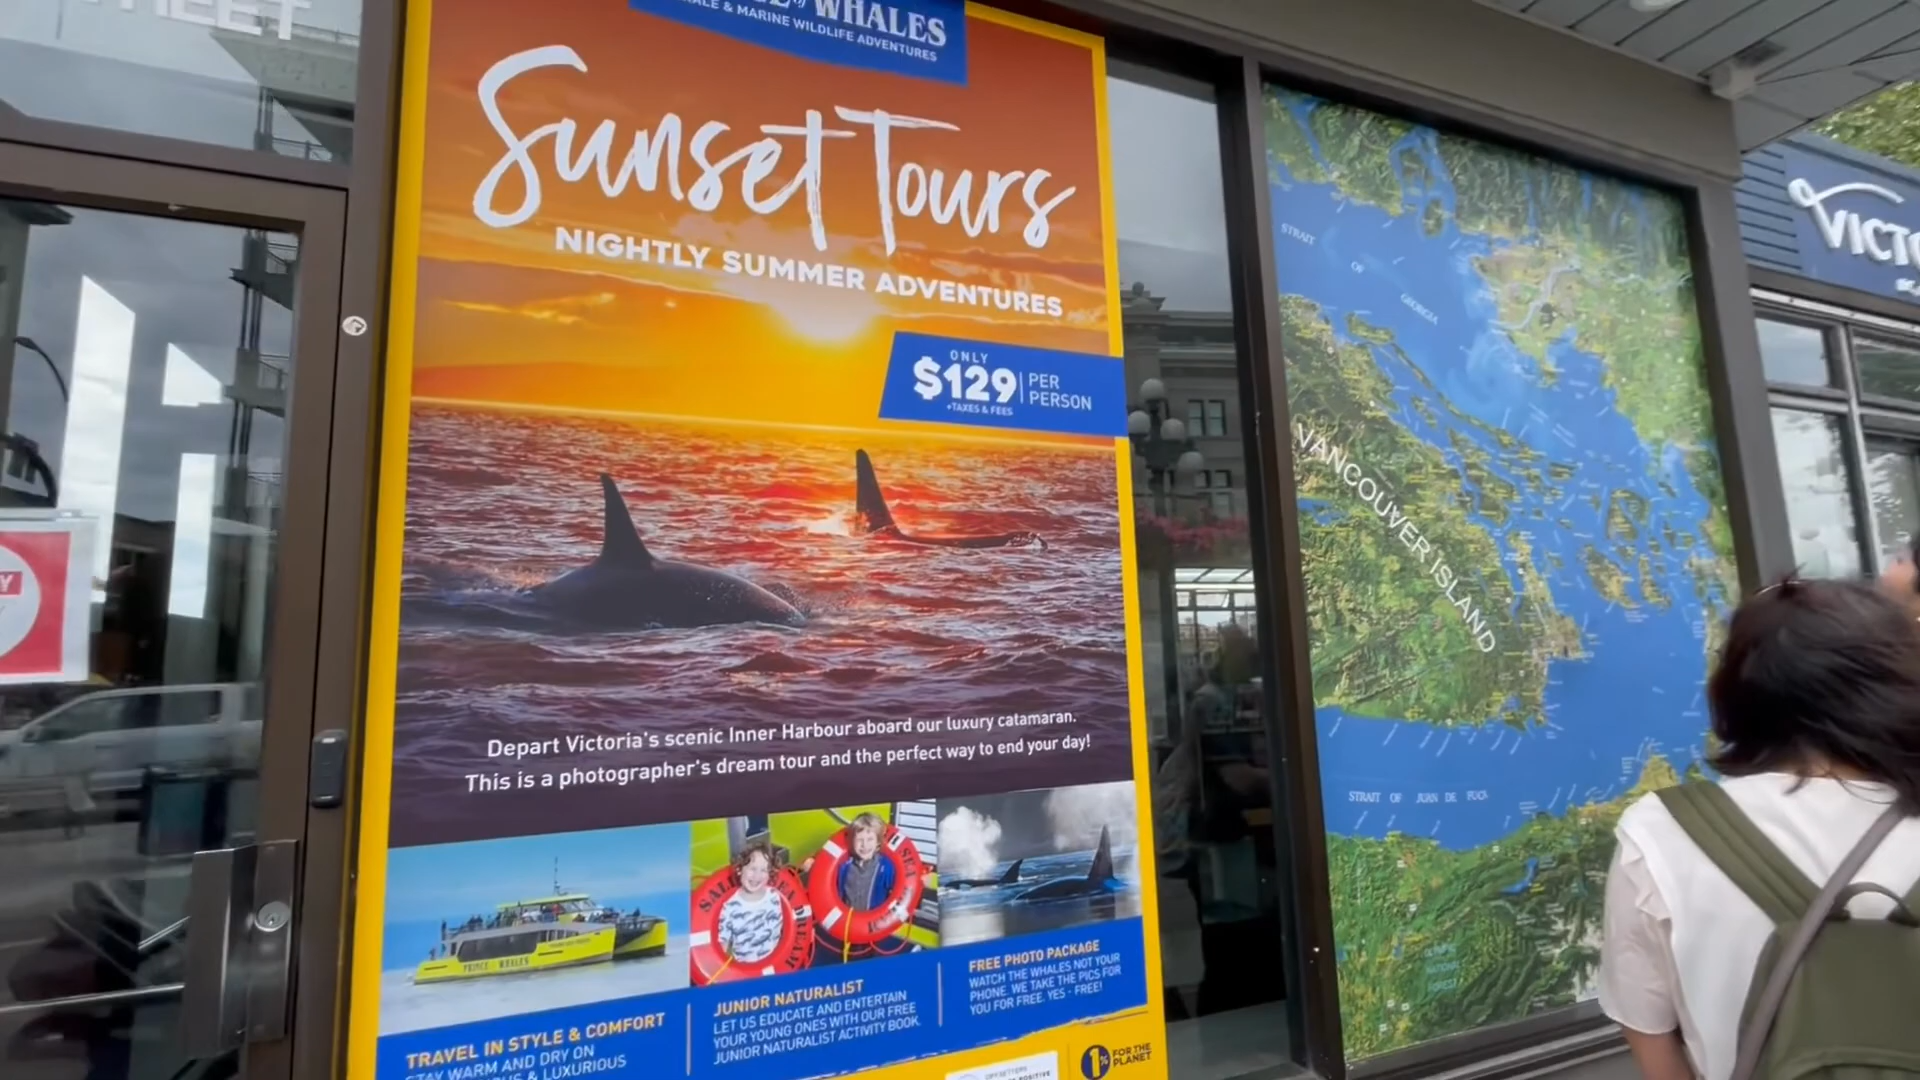 WHALES
& MARINE WILDLIFE ADVENTURES
Sunset Tours
NIGHTLY SUMMER ADVENTURES
ONLY
$129 PER PERSON
+TAXES & FEES
Depart Victoria's scenic Inner Harbour aboard our luxury catamaran.
This is a photographer's dream tour and the perfect way to end your day!
PRINCE WHALES
TRAVEL IN STYLE & COMFORT
STAY WARM AND DRY ON
& LUXURIOUS
JUNIOR NATURALIST
LET US EDUCATE AND ENTERTAIN
YOUR YOUNG ONES WITH OUR FREE
JUNIOR NATURALIST ACTIVITY BOOK.
FREE PHOTO PACKAGE
WATCH THE WHALES NOT YOUR
PHONE. WE TAKE THE PICS FOR
YOU FOR FREE. YES - FREE!
1% FOR THE
PLANET
STRAIT OF GEORGIA
VANCOUVER ISLAND
STRAIT OF JUAN DE FUCA